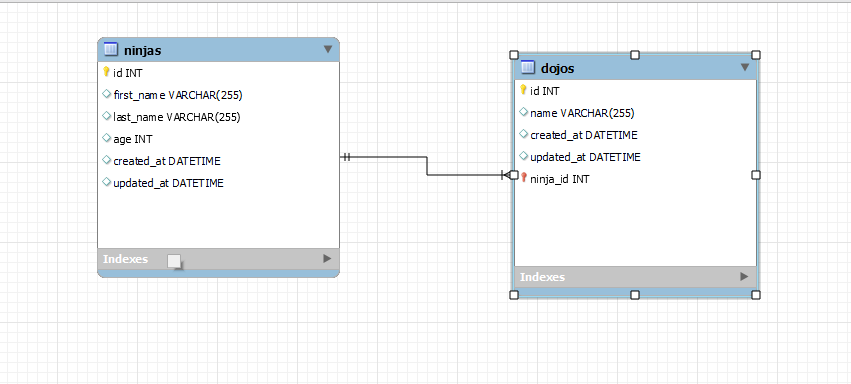 ninjas
id INT
first_name VARCHAR(255)
last_name VARCHAR(255)
age INT
created_at DATETIME
updated_at DATETIME
Indexes
dojos
id INT
name VARCHAR(255)
created_at DATETIME
updated_at DATETIME
ninja_id INT
Indexes